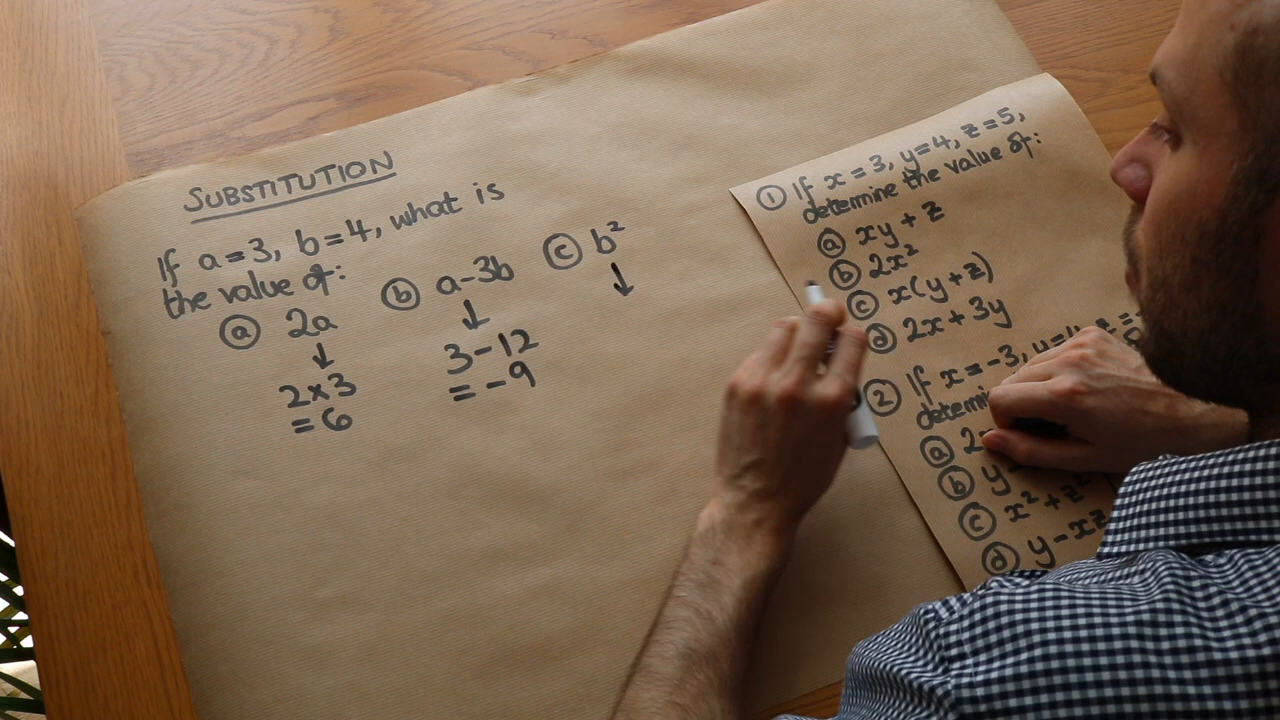 SUBSTITUTION
If a = 3, b = 4, what is
the value of:
ⓐ 2a
↓
2×3
= 6
ⓑ a-3b
↓
3-12
= -9
ⓒ b²
↓
① If x = 3, y = 4, z = 5,
determine the value of:
ⓐ xy + z
ⓑ 2x²
ⓒ x(y + z)
ⓓ 2x + 3y
② If x = -3,
ⓐ
ⓑ y-
ⓒ x² + z²
ⓓ y - xz